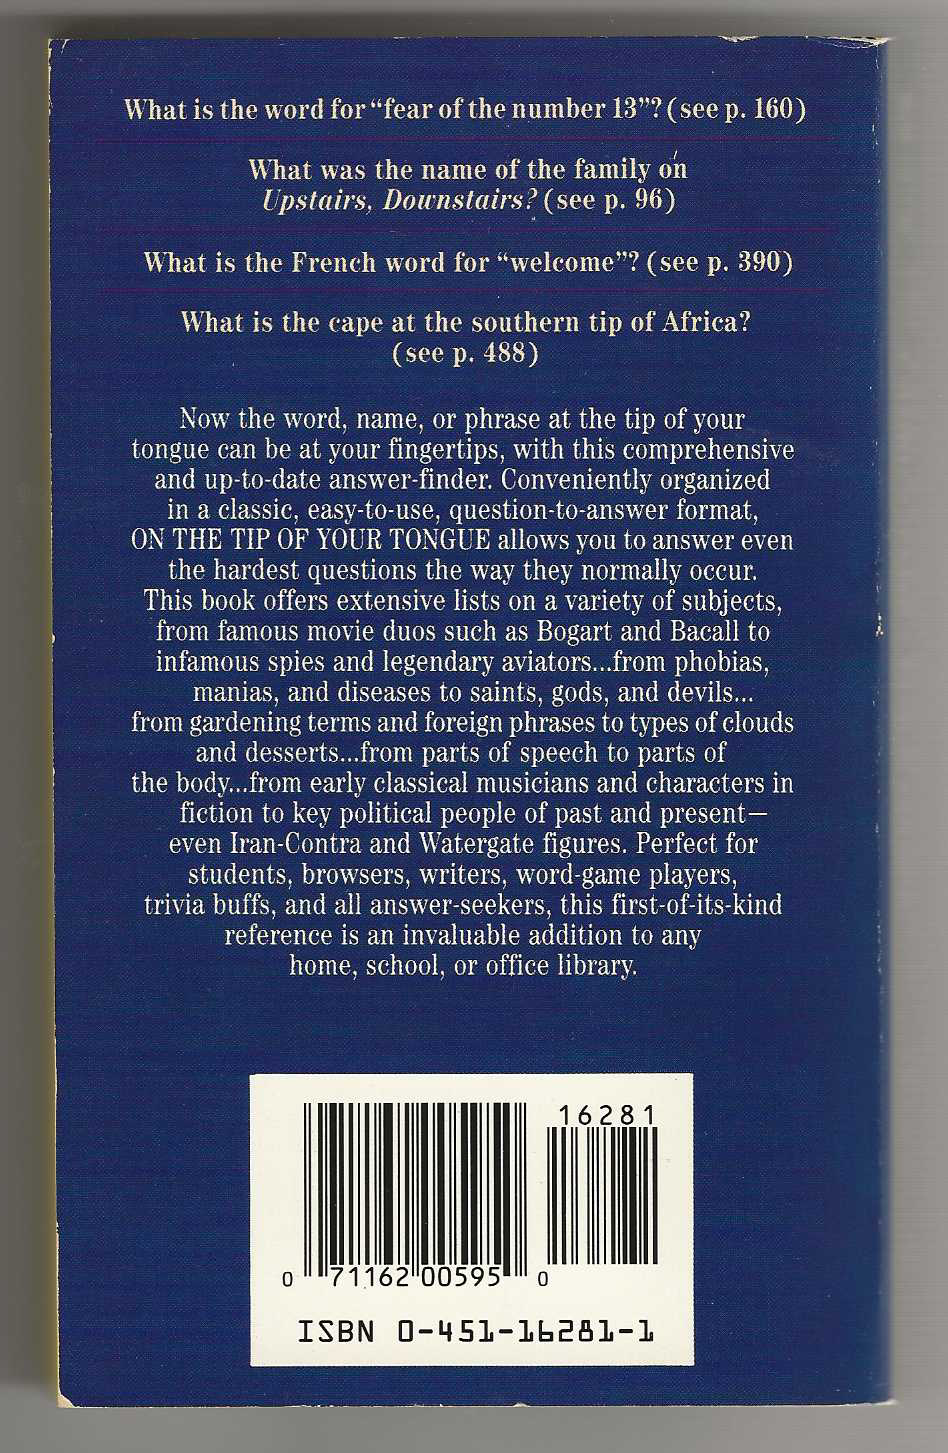 What is the word for “fear of the number 13”? (see p. 160)
What was the name of the family on
Upstairs, Downstairs? (see p. 96)
What is the French word for “welcome”? (see p. 390)
What is the cape at the southern tip of Africa?
(see p. 488)
Now the word, name, or phrase at the tip of your
tongue can be at your fingertips, with this comprehensive
and up-to-date answer-finder. Conveniently organized
in a classic, easy-to-use, question-to-answer format,
ON THE TIP OF YOUR TONGUE allows you to answer even
the hardest questions the way they normally occur.
This book offers extensive lists on a variety of subjects,
from famous movie duos such as Bogart and Bacall to
infamous spies and legendary aviators...from phobias,
manias, and diseases to saints, gods, and devils...
from gardening terms and foreign phrases to types of clouds
and desserts...from parts of speech to parts of
the body...from early classical musicians and characters in
fiction to key political people of past and present—
even Iran-Contra and Watergate figures. Perfect for
students, browsers, writers, word-game players,
trivia buffs, and all answer-seekers, this first-of-its-kind
reference is an invaluable addition to any
home, school, or office library.
16281
0 71162 00595 0
ISBN 0-451-16281-1